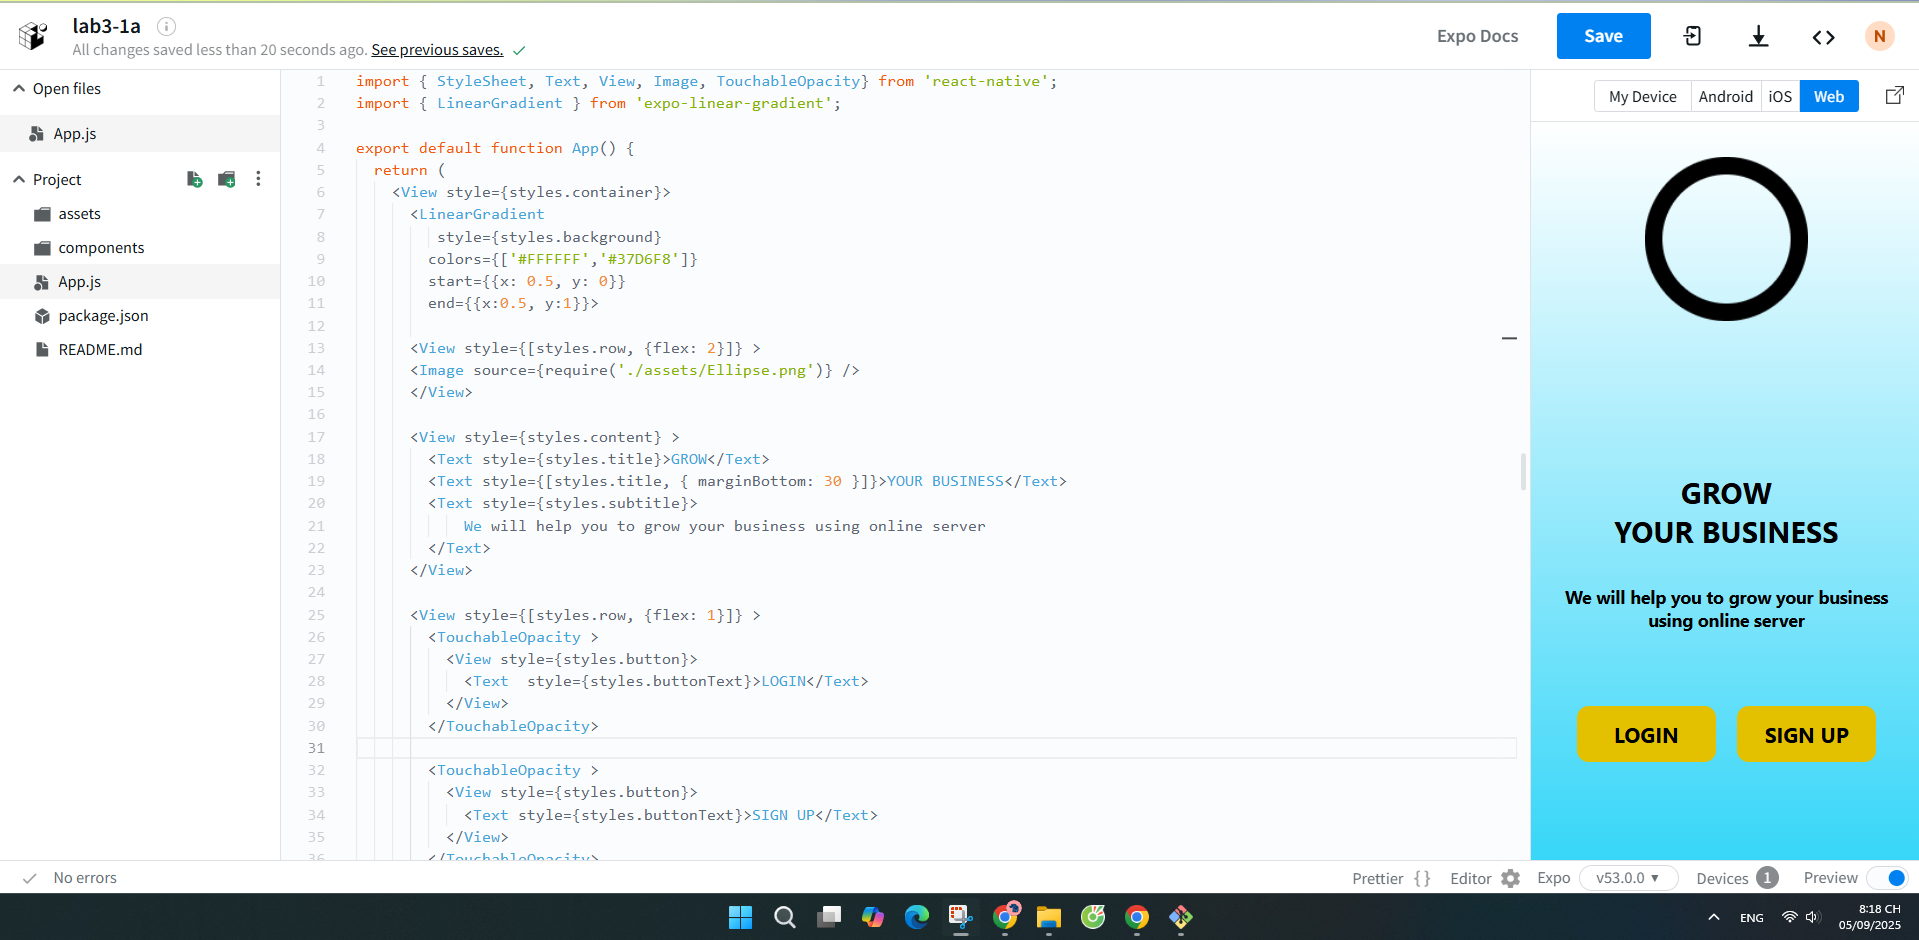 lab3-1a
All changes saved less than 20 seconds ago. See previous saves.
Expo Docs
Save
N
Open files
App.js
Project
assets
components
App.js
package.json
README.md
1 import { StyleSheet, Text, View, Image, TouchableOpacity} from 'react-native';
2 import { LinearGradient } from 'expo-linear-gradient';
3
4 export default function App() {
5 return (
6 <View style={styles.container}>
7 <LinearGradient
8 style={styles.background}
9 colors={['#FFFFFF','#37D6F8']}
10 start={{x: 0.5, y: 0}}
11 end={{x:0.5, y:1}}>
12
13 <View style={[styles.row, {flex: 2}]} >
14 <Image source={require('./assets/Ellipse.png')} />
15 </View>
16
17 <View style={styles.content} >
18 <Text style={styles.title}>GROW</Text>
19 <Text style={[styles.title, { marginBottom: 30 }]}>YOUR BUSINESS</Text>
20 <Text style={styles.subtitle}>
21 We will help you to grow your business using online server
22 </Text>
23 </View>
24
25 <View style={[styles.row, {flex: 1}]} >
26 <TouchableOpacity >
27 <View style={styles.button}>
28 <Text  style={styles.buttonText}>LOGIN</Text>
29 </View>
30 </TouchableOpacity>
31
32 <TouchableOpacity >
33 <View style={styles.button}>
34 <Text style={styles.buttonText}>SIGN UP</Text>
35 </View>
36 </TouchableOpacity>
My Device Android iOS Web
GROW
YOUR BUSINESS
We will help you to grow your business
using online server
LOGIN SIGN UP
No errors
Prettier {} Editor Expo v53.0.0 Devices 1 Preview
ENG
8:18 CH
05/09/2025